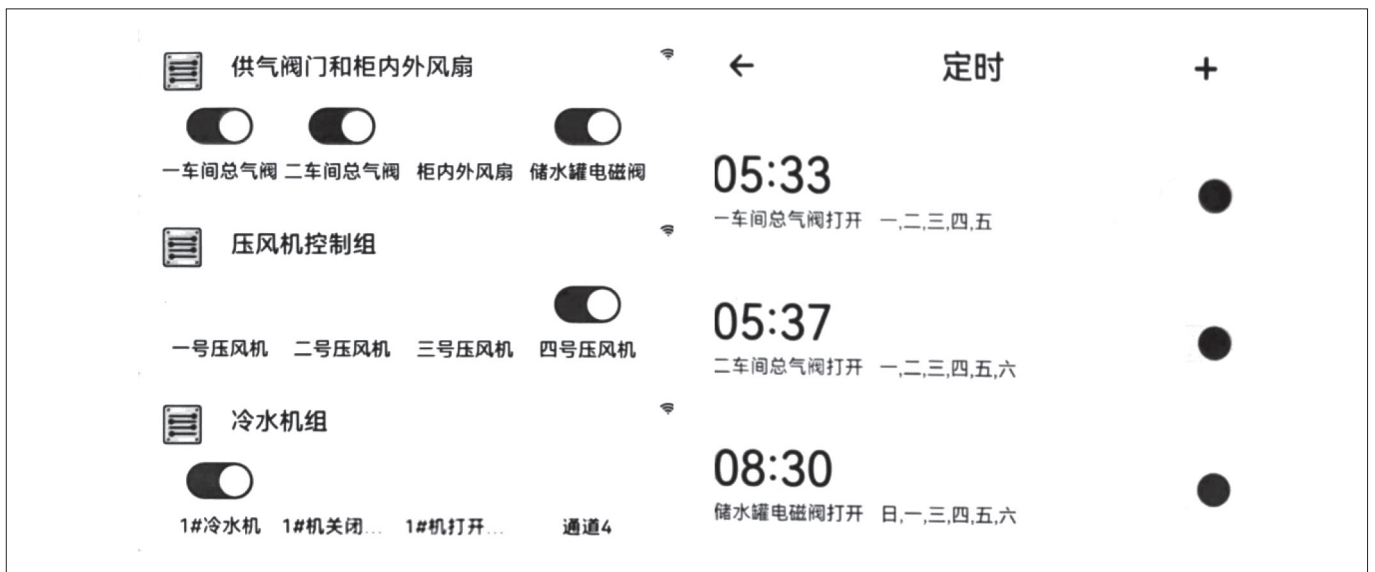 供气阀门和柜内外风扇
一车间总气阀 二车间总气阀 柜内外风扇 储水罐电磁阀
压风机控制组
一号压风机 二号压风机 三号压风机 四号压风机
冷水机组
1#冷水机 1#机关闭... 1#机打开... 通道4
← 定时 +
05:33
一车间总气阀打开 一,二,三,四,五
05:37
二车间总气阀打开 一,二,三,四,五,六
08:30
储水罐电磁阀打开 日,一,三,四,五,六